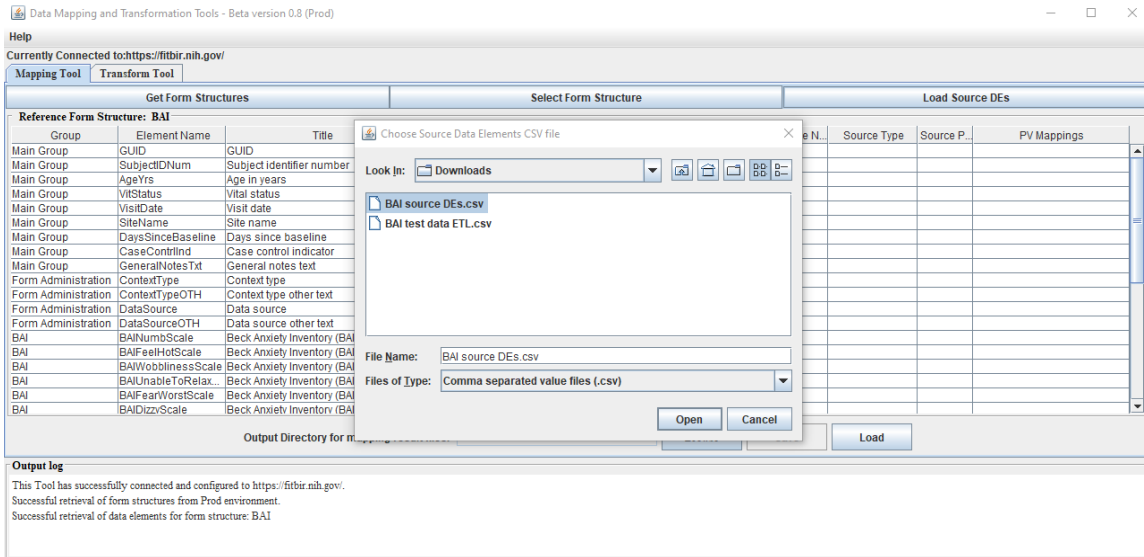 Data Mapping and Transformation Tools - Beta version 0.8 (Prod)
Help
Currently Connected to:https://fitbir.nih.gov/
Mapping Tool Transform Tool
Get Form Structures Select Form Structure Load Source DEs
Reference Form Structure: BAI
Group Element Name Title e N... Source Type Source P... PV Mappings
Main Group GUID GUID
Main Group SubjectIDNum Subject identifier number
Main Group AgeYrs Age in years
Main Group VitStatus Vital status
Main Group VisitDate Visit date
Main Group SiteName Site name
Main Group DaysSinceBaseline Days since baseline
Main Group CaseContrlInd Case control indicator
Main Group GeneralNotesTxt General notes text
Form Administration ContextType Context type
Form Administration ContextTypeOTH Context type other text
Form Administration DataSource Data source
Form Administration DataSourceOTH Data source other text
BAI BAINumbScale Beck Anxiety Inventory (BAI
BAI BAIFeelHotScale Beck Anxiety Inventory (BAI
BAI BAIWobblinessScale Beck Anxiety Inventory (BAI
BAI BAIUnableToRelax... Beck Anxiety Inventory (BAI
BAI BAIFearWorstScale Beck Anxiety Inventory (BAI
BAI BAIDizzyScale Beck Anxiety Inventory (BAI
Choose Source Data Elements CSV file
Look In: Downloads
BAI source DEs.csv
BAI test data ETL.csv
File Name: BAI source DEs.csv
Files of Type: Comma separated value files (.csv)
Open Cancel
Output Directory for Load
Output log
This Tool has successfully connected and configured to https://fitbir.nih.gov/.
Successful retrieval of form structures from Prod environment.
Successful retrieval of data elements for form structure: BAI